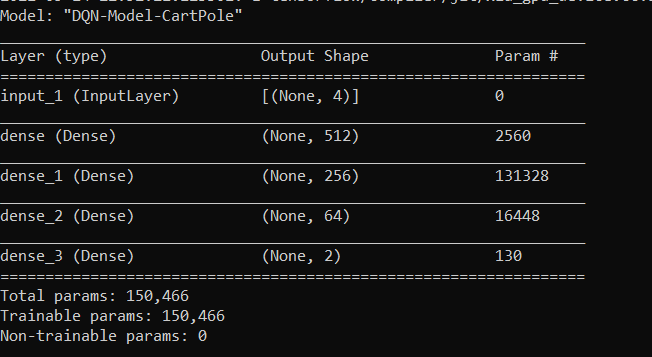 Model: "DQN-Model-CartPole"
_________________________________________________________________
Layer (type)                 Output Shape              Param #
=================================================================
input_1 (InputLayer)         [(None, 4)]               0
_________________________________________________________________
dense (Dense)                (None, 512)               2560
_________________________________________________________________
dense_1 (Dense)              (None, 256)               131328
_________________________________________________________________
dense_2 (Dense)              (None, 64)                16448
_________________________________________________________________
dense_3 (Dense)              (None, 2)                 130
=================================================================
Total params: 150,466
Trainable params: 150,466
Non-trainable params: 0